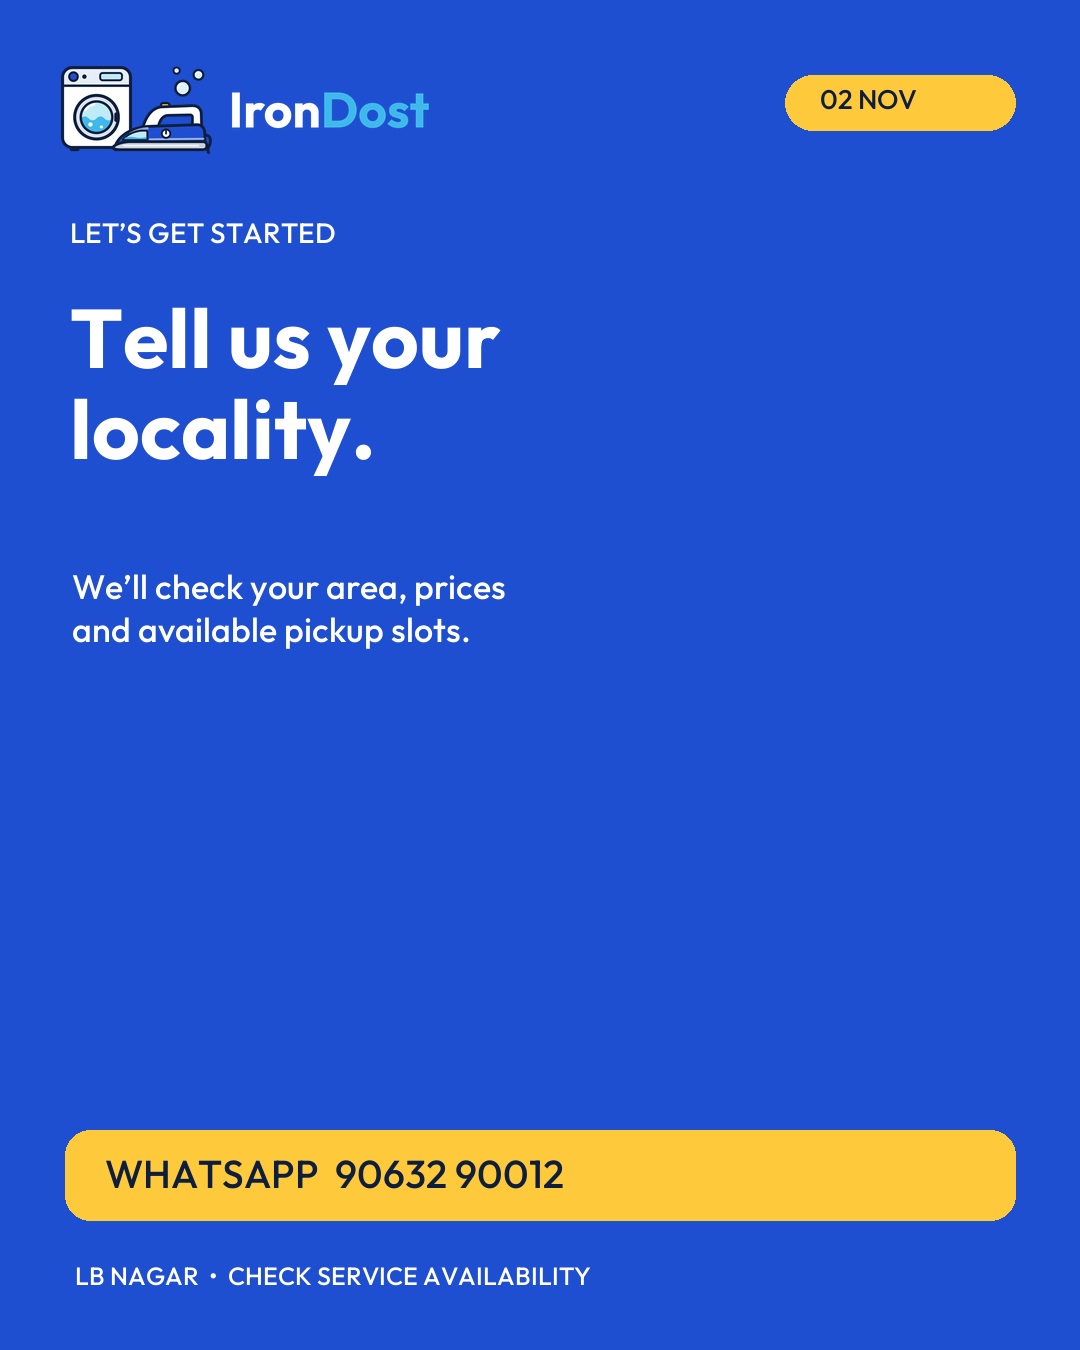 IronDost
02 NOV
LET’S GET STARTED
Tell us your
locality.
We’ll check your area, prices
and available pickup slots.
WHATSAPP 90632 90012
LB NAGAR • CHECK SERVICE AVAILABILITY